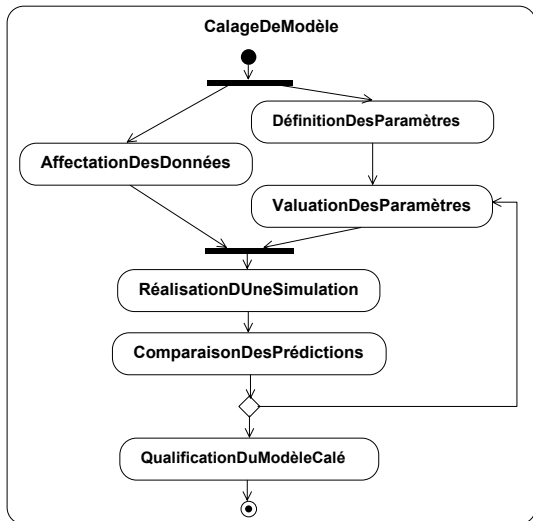 CalageDeModèle
DéfinitionDesParamètres
AffectationDesDonnées
ValuationDesParamètres
RéalisationDUneSimulation
ComparaisonDesPrédictions
QualificationDuModèleCalé